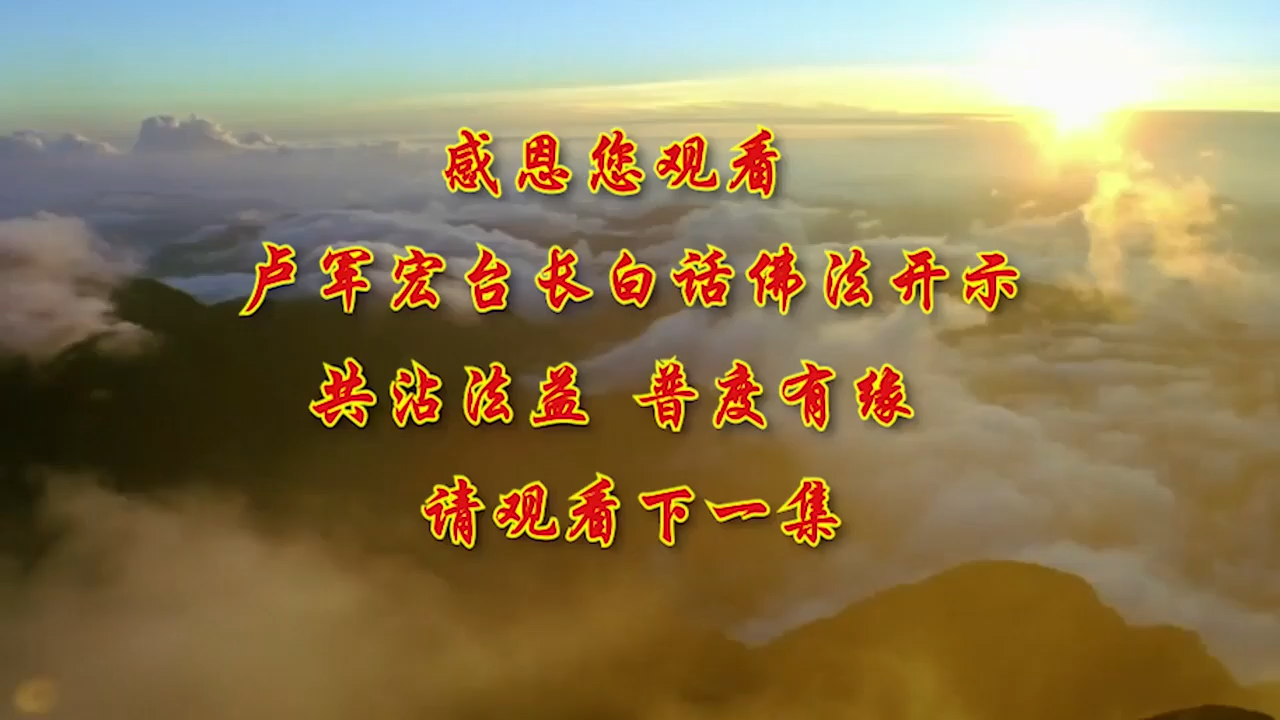 感恩您观看
卢军宏台长白话佛法开示
共沾法益 普度有缘
请观看下一集